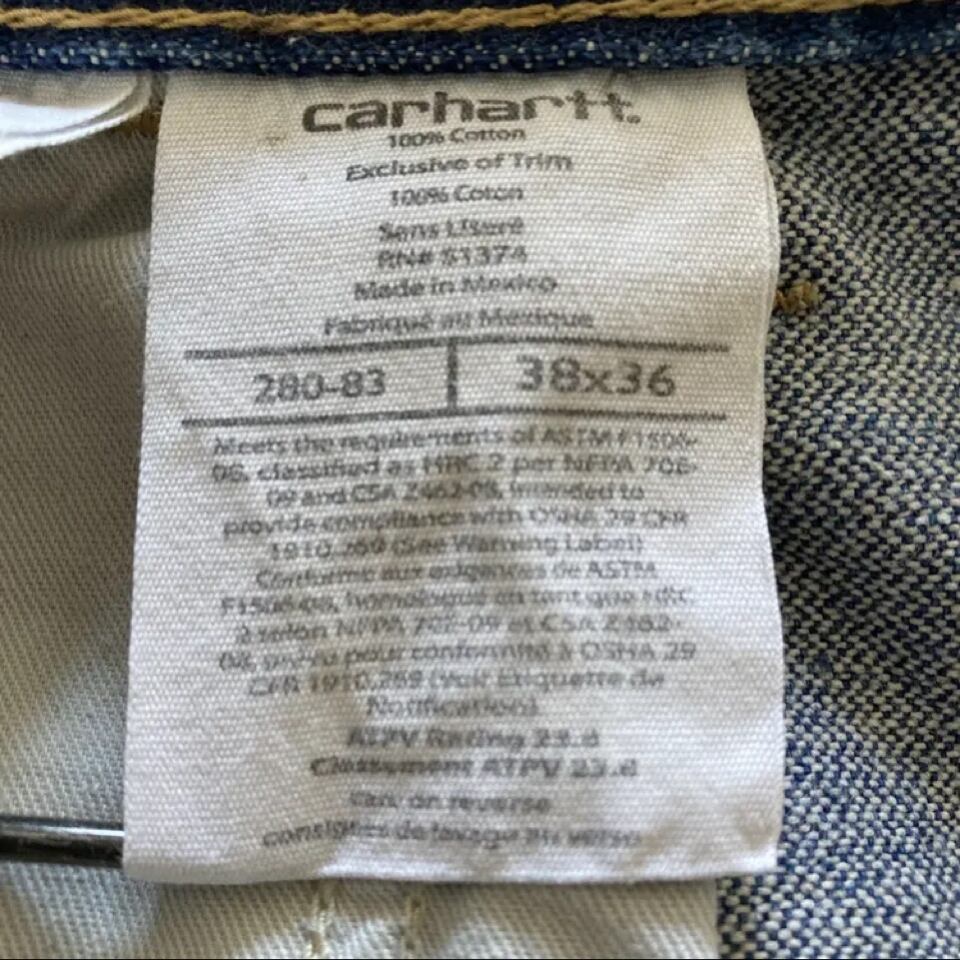 carhartt.
100% Cotton
Exclusive of Trim
100% Coton
Sens Liseré
RN# 51374
Made in Mexico
Fabriqué au Mexique
280-83
38x36
Meets the requirements of ASTM F1506-
08, classified as HRC 2 per NFPA 70E-
09 and CSA Z462-08, intended to
provide compliance with OSHA 29 CFR
1910.269 (See Warning Label)
Conforme aux exigences de ASTM
F1506-08, homologué en tant que HRC
2 selon NFPA 70E-09 et CSA Z462-
08, prévu pour conformité à OSHA 29
CFR 1910.269 (Voir Etiquette de
Notification)
ATPV Rating 23.8
Classement ATPV 23.8
care on reverse
consignes de lavage au verso